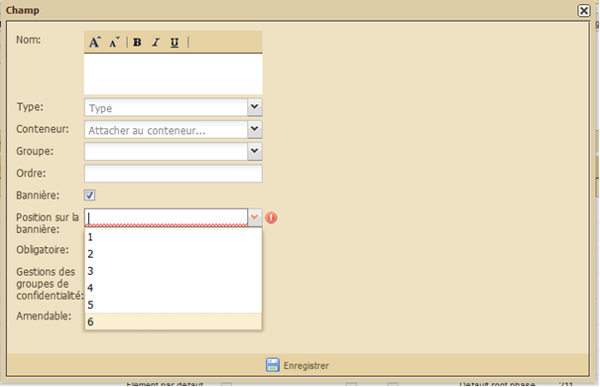 Champ
Nom:
A A B I U
Type: Type
Conteneur: Attacher au conteneur...
Groupe:
Ordre:
Bannière:
Position sur la
bannière:
1
Obligatoire: 2
Gestions des 3
groupes de 4
confidentialité: 5
Amendable: 6
Enregistrer
Element par défaut Default root phase 211